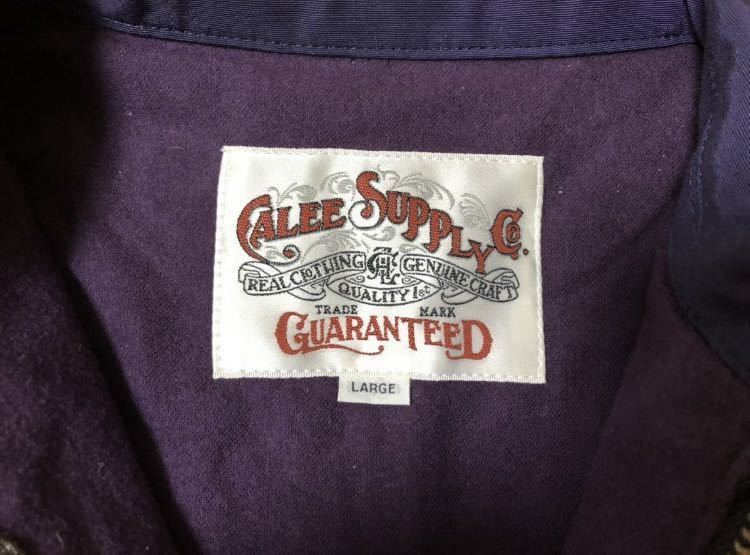 CALEE SUPPLY CO.
REAL CLOTHING GENUINE CRAFT
QUALITY 1st
TRADE MARK
GUARANTEED
LARGE